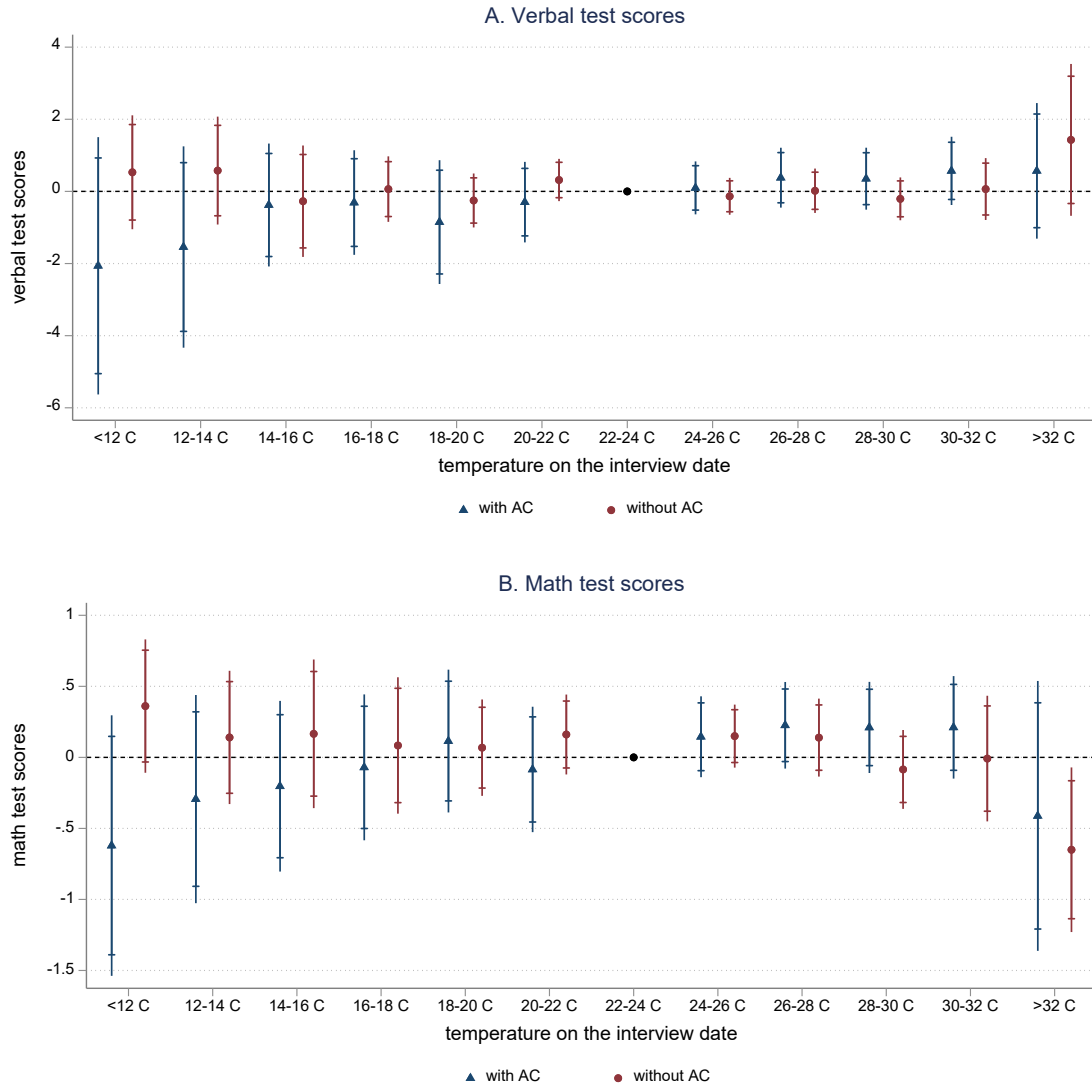 A. Verbal test scores
4
2
0
-2
-4
-6
verbal test scores
<12 C 12-14 C 14-16 C 16-18 C 18-20 C 20-22 C 22-24 C 24-26 C 26-28 C 28-30 C 30-32 C >32 C
temperature on the interview date
with AC without AC
B. Math test scores
1
.5
0
-.5
-1
-1.5
math test scores
<12 C 12-14 C 14-16 C 16-18 C 18-20 C 20-22 C 22-24 C 24-26 C 26-28 C 28-30 C 30-32 C >32 C
temperature on the interview date
with AC without AC